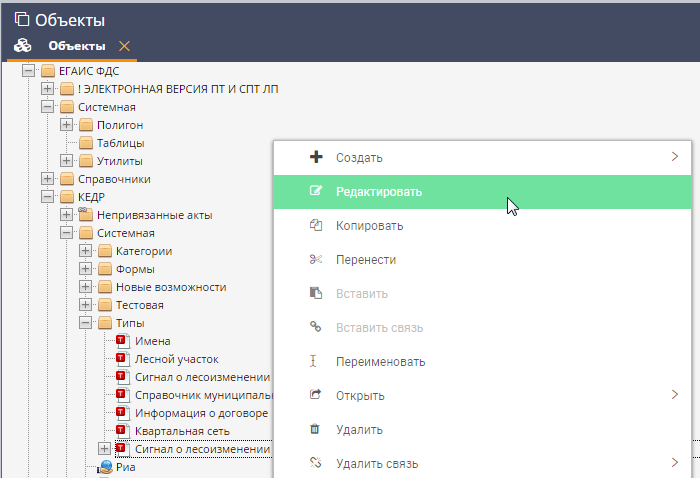 Объекты
Объекты
ЕГАИС ФДС
! ЭЛЕКТРОННАЯ ВЕРСИЯ ПТ И СПТ ЛП
Системная
Полигон
Таблицы
Утилиты
Справочники
КЕДР
Непривязанные акты
Системная
Категории
Формы
Новые возможности
Тестовая
Типы
Имена
Лесной участок
Сигнал о лесоизменении
Справочник муниципаль
Информация о договоре
Квартальная сеть
Сигнал о лесоизменении
Риа
Создать
Редактировать
Копировать
Перенести
Вставить
Вставить связь
Переименовать
Открыть
Удалить
Удалить связь